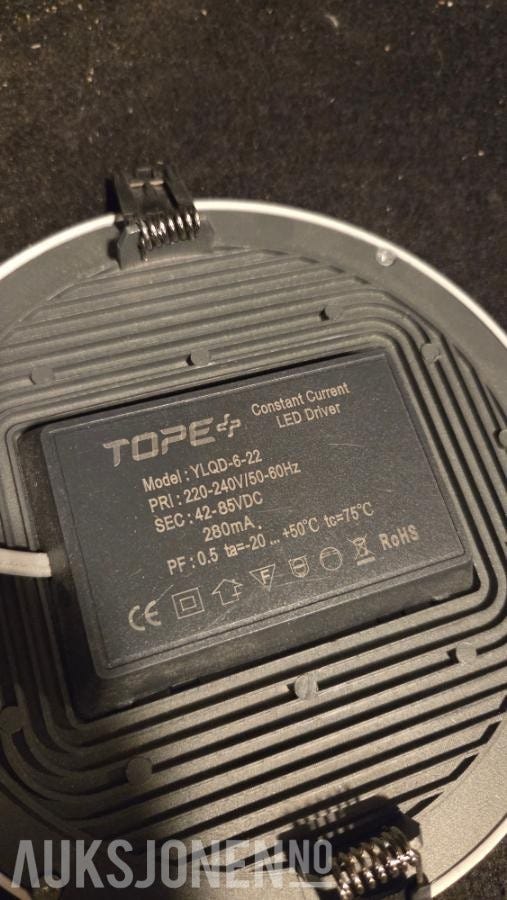 TOPE
Constant Current
LED Driver
Model : YLQD-6-22
PRI : 220-240V/50-60Hz
SEC : 42-85VDC
280mA.
PF : 0.5 ta=-20 ... +50°C tc=75°C
CE F RoHS
AUKSJONEN.NO